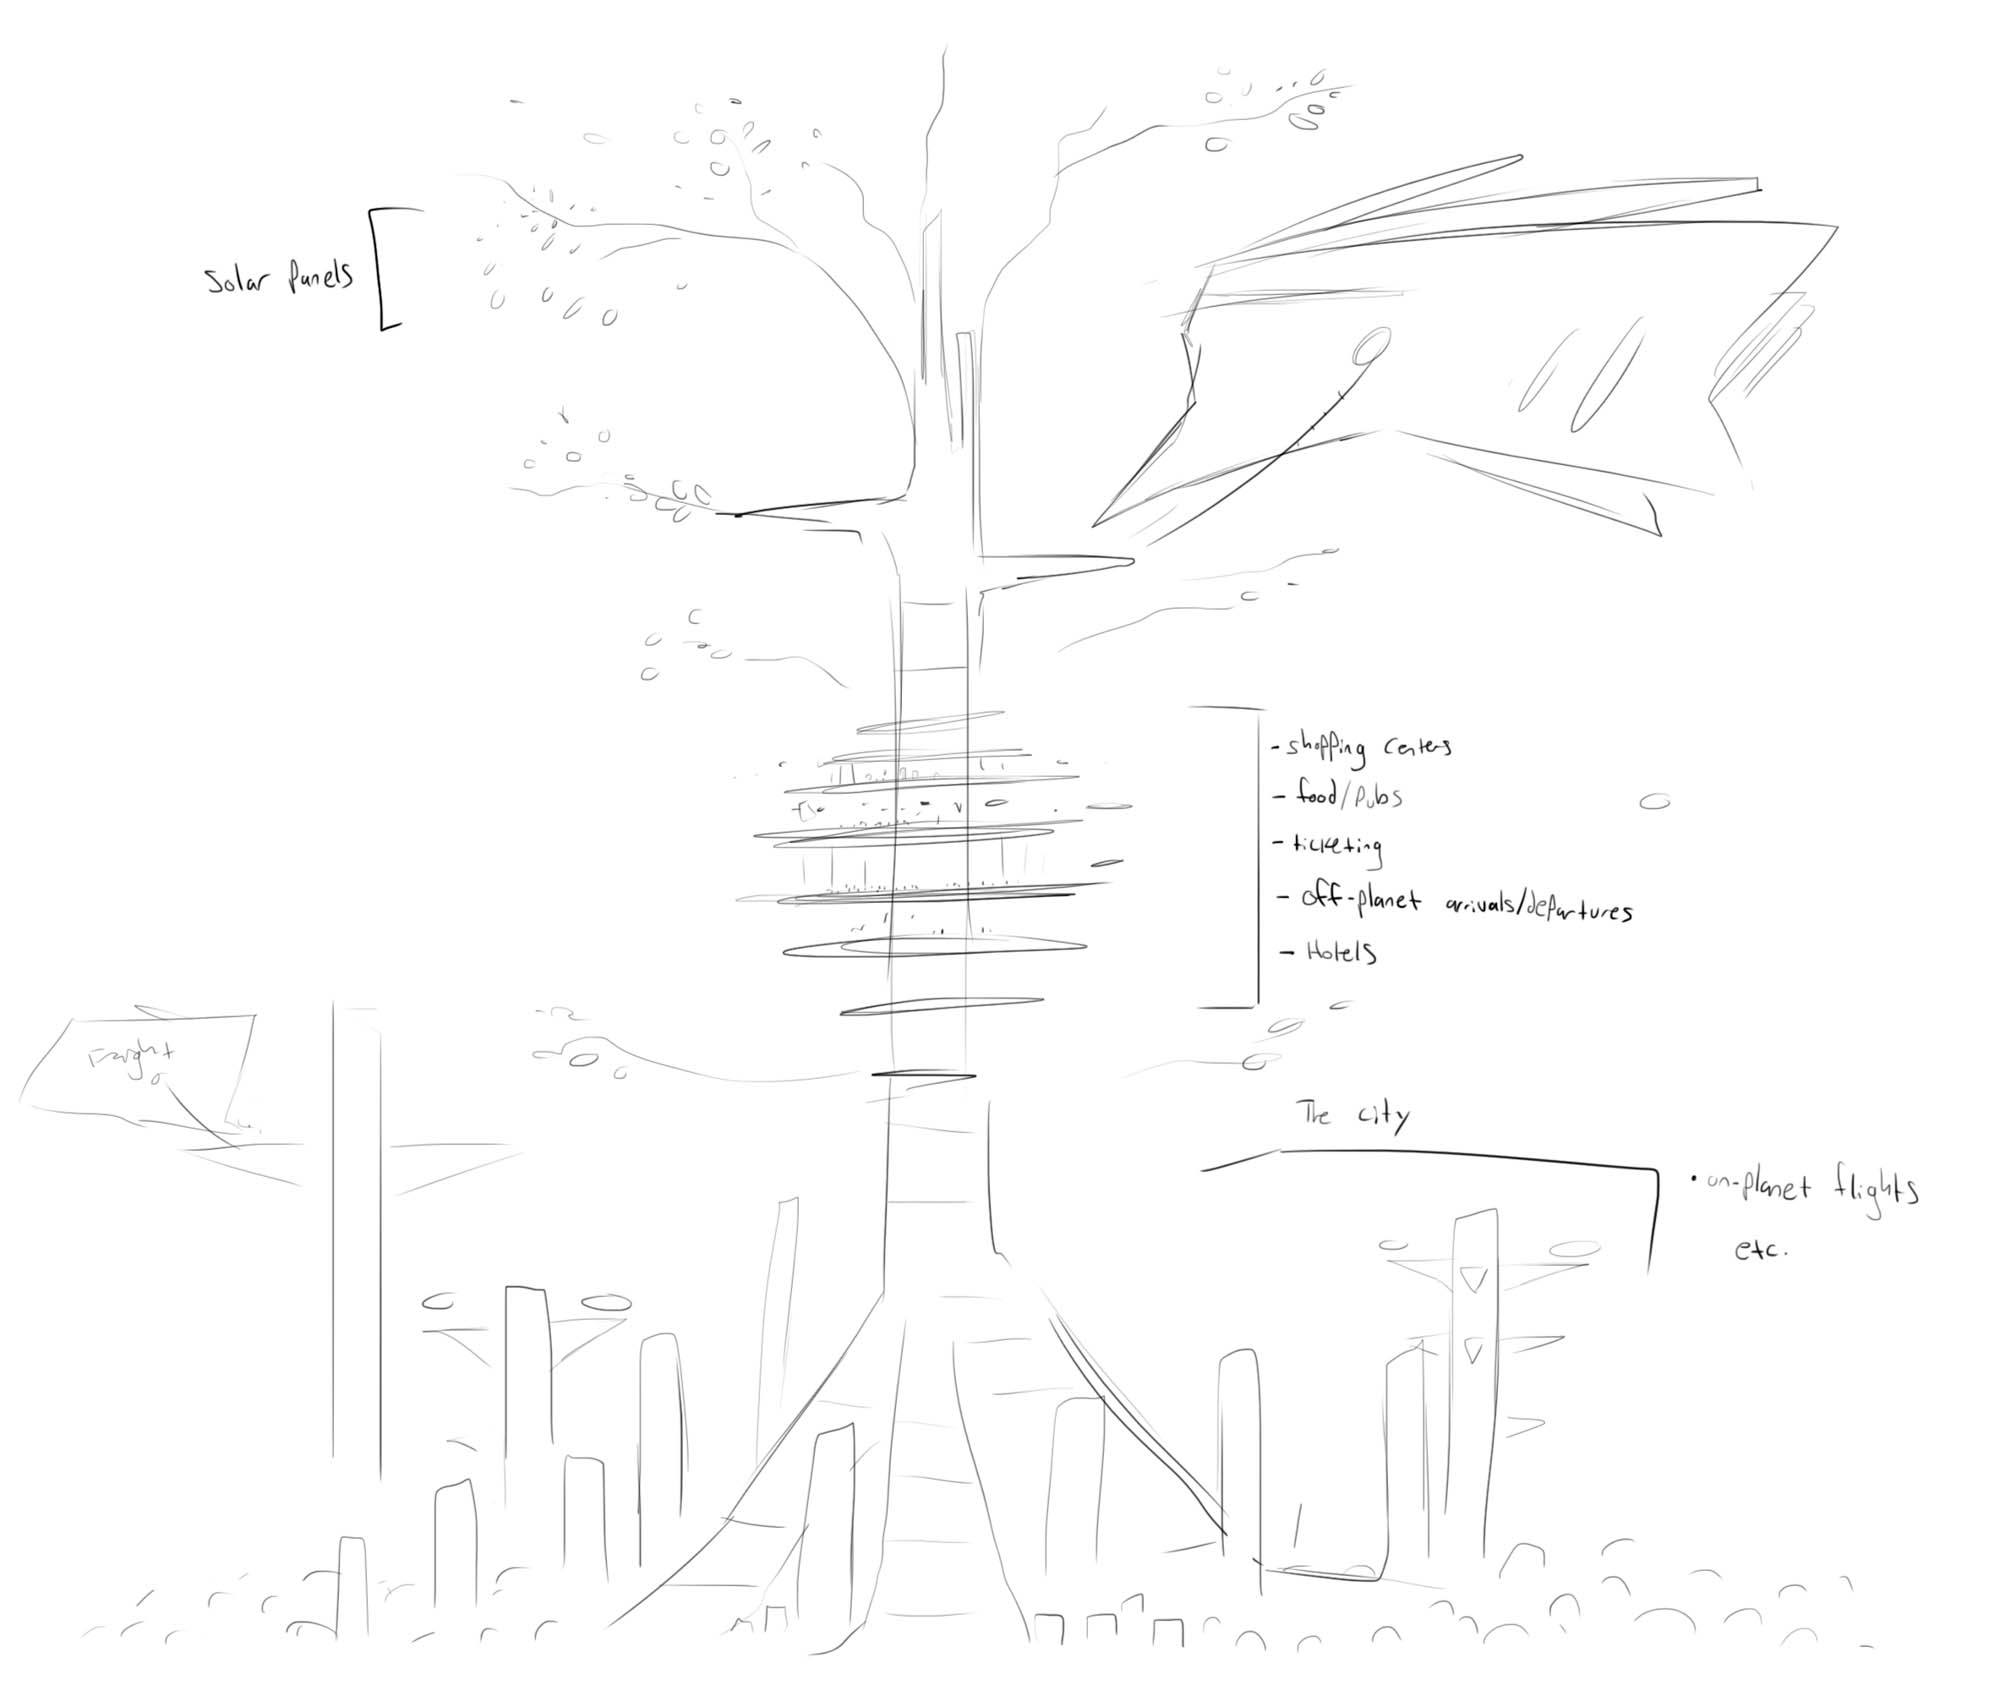 Solar Panels
- shopping centers
- food/pubs
- ticketing
- off-planet arrivals/departures
- Hotels
Freight
The city
• on-planet flights
etc.